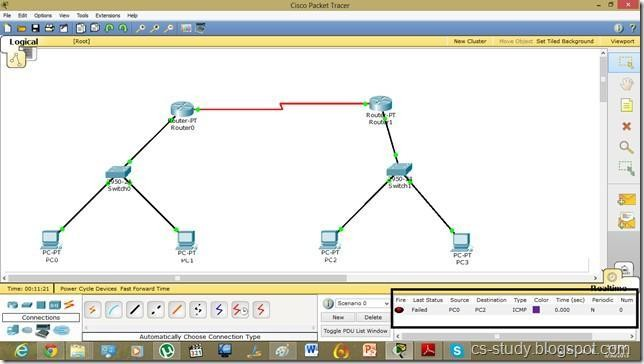 Cisco Packet Tracer
File Edit Options View Tools Extensions Help
Logical [Root] New Cluster Move Object Set Tiled Background Viewport
Router-PT
Router0
Router-PT
Router1
2950-24
Switch0
2950-24
Switch1
PC-PT
PC0
PC-PT
PC1
PC-PT
PC2
PC-PT
PC3
Time: 00:11:21 Power Cycle Devices Fast Forward Time Realtime
Connections
Automatically Choose Connection Type
Scenario 0
New Delete
Toggle PDU List Window
Fire Last Status Source Destination Type Color Time (sec) Periodic Num
Failed PC0 PC2 ICMP 0.000 N 0
cs-study.blogspot.com